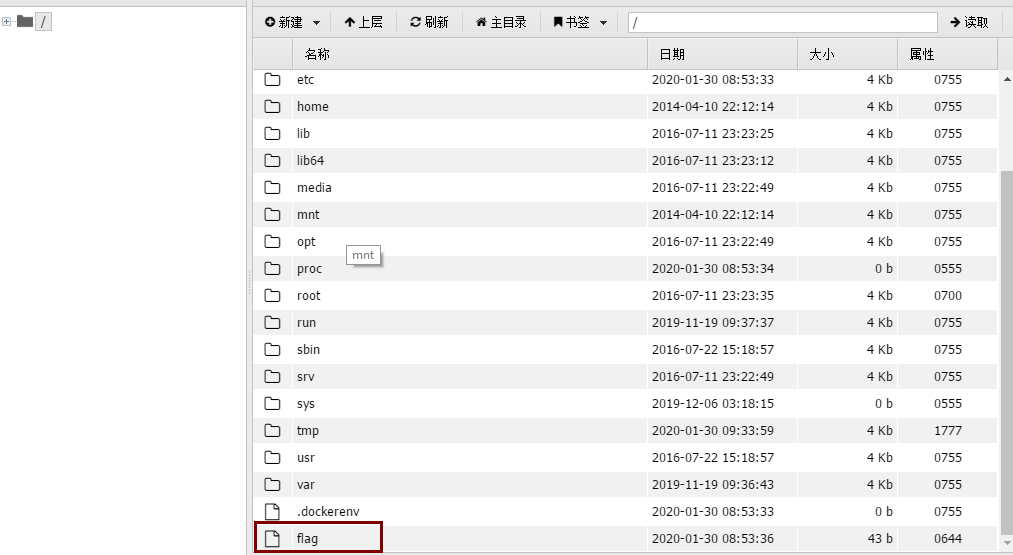 /
新建 上层 刷新 主目录 书签 / 读取
名称 日期 大小 属性
etc 2020-01-30 08:53:33 4 Kb 0755
home 2014-04-10 22:12:14 4 Kb 0755
lib 2016-07-11 23:23:25 4 Kb 0755
lib64 2016-07-11 23:23:12 4 Kb 0755
media 2016-07-11 23:22:49 4 Kb 0755
mnt 2014-04-10 22:12:14 4 Kb 0755
opt 2016-07-11 23:22:49 4 Kb 0755
mnt
proc 2020-01-30 08:53:34 0 b 0555
root 2016-07-11 23:23:35 4 Kb 0700
run 2019-11-19 09:37:37 4 Kb 0755
sbin 2016-07-22 15:18:57 4 Kb 0755
srv 2016-07-11 23:22:49 4 Kb 0755
sys 2019-12-06 03:18:15 0 b 0555
tmp 2020-01-30 09:33:59 4 Kb 1777
usr 2016-07-22 15:18:57 4 Kb 0755
var 2019-11-19 09:36:43 4 Kb 0755
.dockerenv 2020-01-30 08:53:33 0 b 0755
flag 2020-01-30 08:53:36 43 b 0644